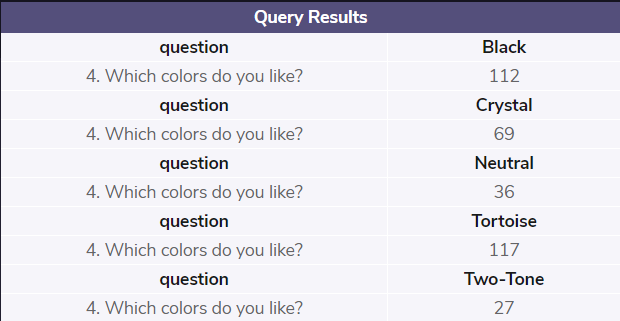 Query Results
question Black
4. Which colors do you like? 112
question Crystal
4. Which colors do you like? 69
question Neutral
4. Which colors do you like? 36
question Tortoise
4. Which colors do you like? 117
question Two-Tone
4. Which colors do you like? 27